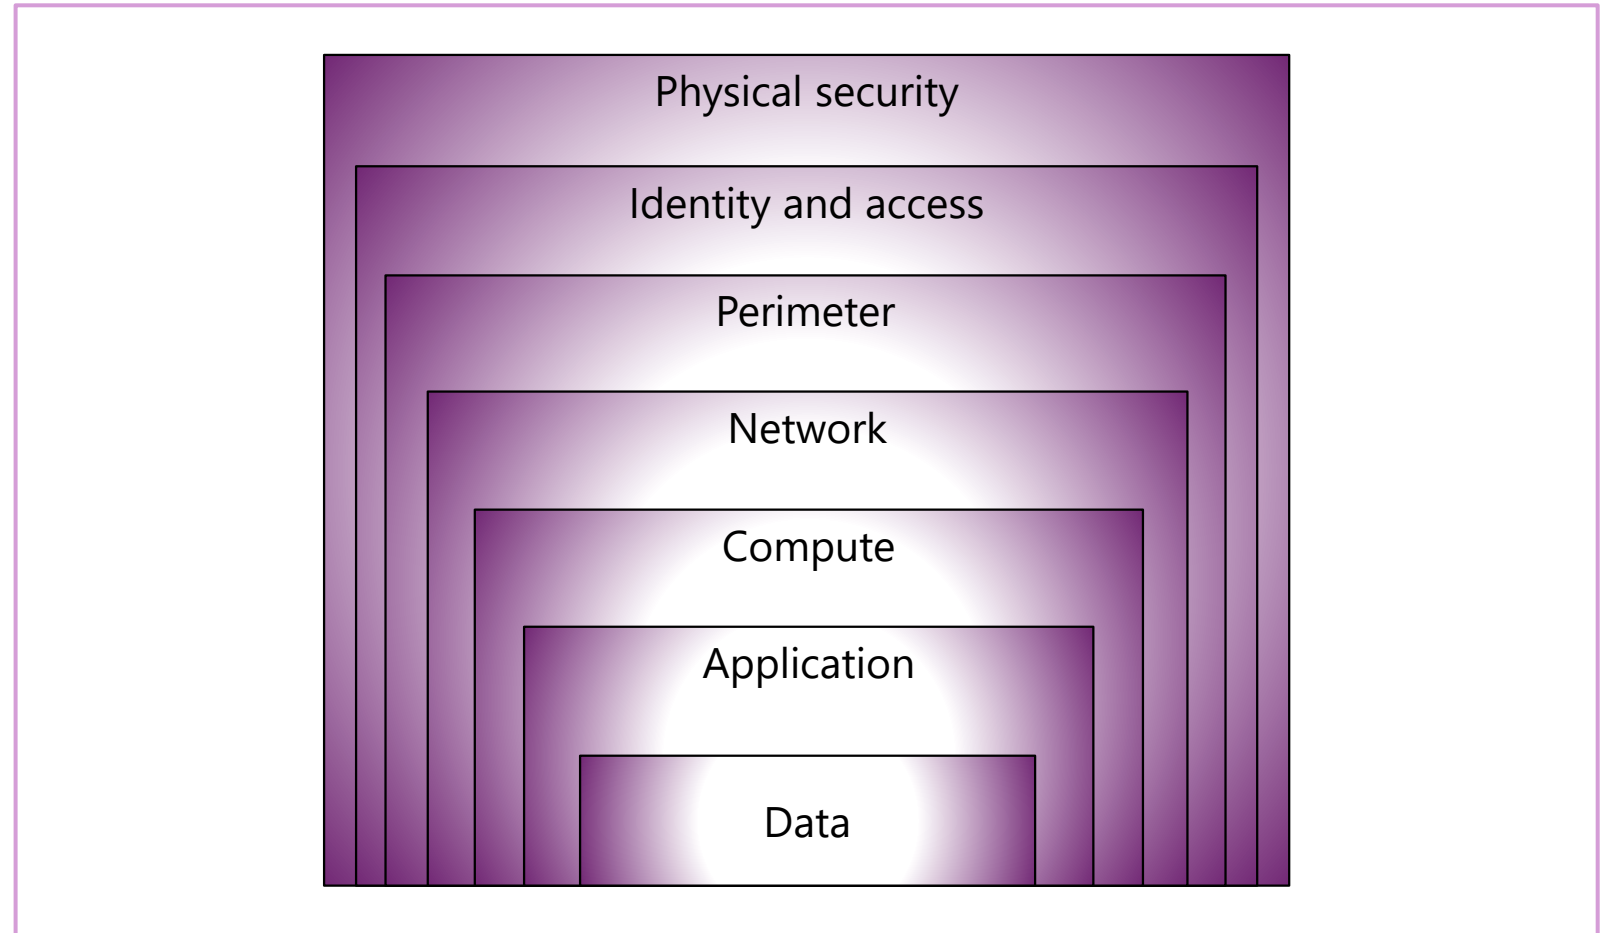 Physical security
Identity and access
Perimeter
Network
Compute
Application
Data